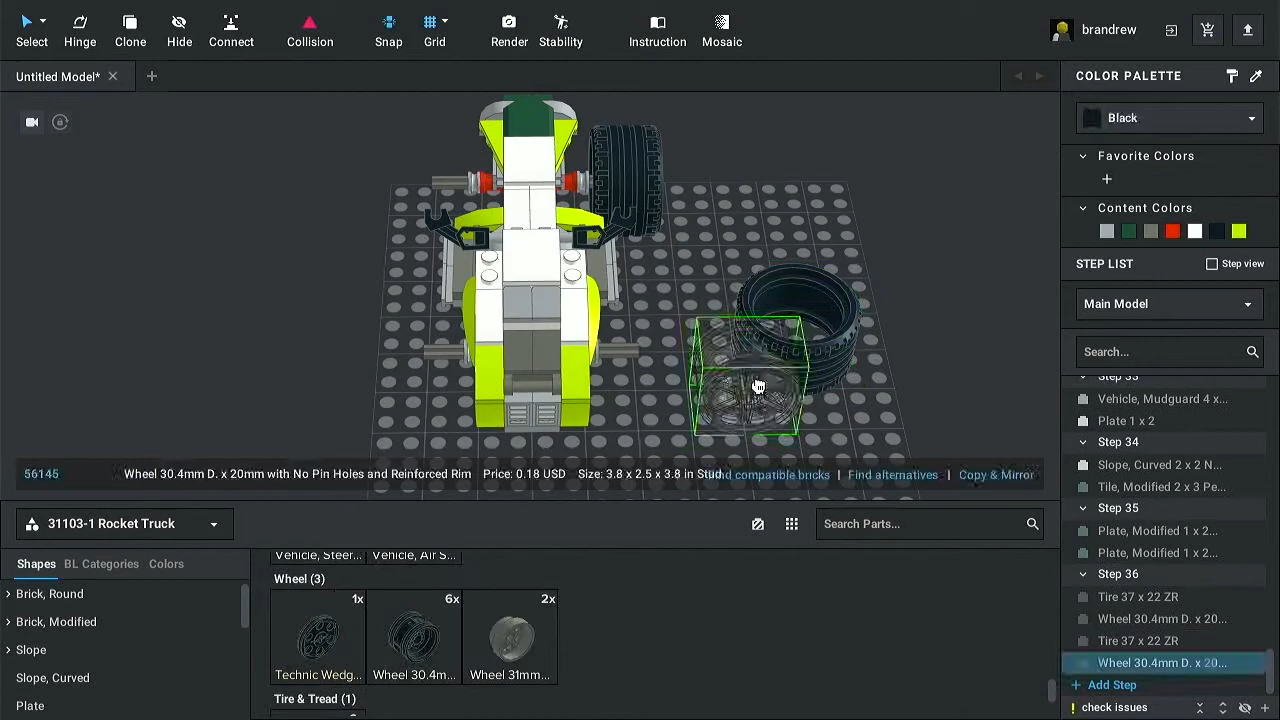 Select
Hinge
Clone
Hide
Connect
Collision
Snap
Grid
Render
Stability
Instruction
Mosaic
brandrew
Untitled Model*
COLOR PALETTE
Black
Favorite Colors
Content Colors
STEP LIST
Step view
Main Model
Search...
Step 33
Vehicle, Mudguard 4 x...
Plate 1 x 2
Step 34
Slope, Curved 2 x 2 N...
Tile, Modified 2 x 3 Pe...
Step 35
Plate, Modified 1 x 2...
Plate, Modified 1 x 2...
Step 36
Tire 37 x 22 ZR
Wheel 30.4mm D. x 20...
Tire 37 x 22 ZR
Wheel 30.4mm D. x 20...
+ Add Step
check issues
56145 Wheel 30.4mm D. x 20mm with No Pin Holes and Reinforced Rim Price: 0.18 USD Size: 3.8 x 2.5 x 3.8 in Stud
compatible bricks | Find alternatives | Copy & Mirror
31103-1 Rocket Truck
Search Parts...
Shapes
BL Categories
Colors
Brick, Round
Brick, Modified
Slope
Slope, Curved
Plate
Vehicle, Steer...
Vehicle, Air S...
Wheel (3)
1x
6x
2x
Technic Wedg...
Wheel 30.4m...
Wheel 31mm...
Tire & Tread (1)